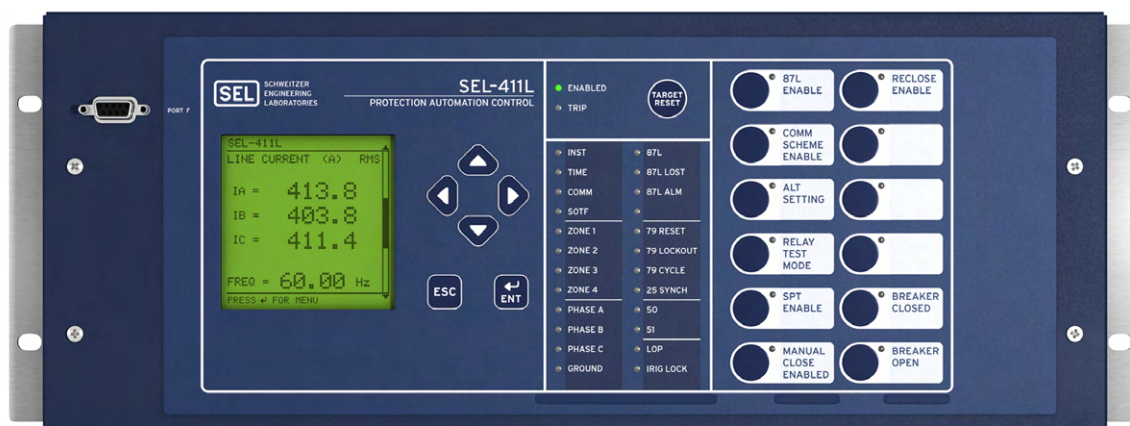 PORT F
SEL
SCHWEITZER
ENGINEERING
LABORATORIES
SEL-411L
PROTECTION AUTOMATION CONTROL
SEL-411L
LINE CURRENT (A) RMS
IA = 413.8
IB = 403.8
IC = 411.4
FREQ = 60.00 Hz
PRESS ↵ FOR MENU
ESC
ENT
ENABLED
TRIP
TARGET
RESET
INST
TIME
COMM
SOTF
ZONE 1
ZONE 2
ZONE 3
ZONE 4
PHASE A
PHASE B
PHASE C
GROUND
87L
87L LOST
87L ALM
79 RESET
79 LOCKOUT
79 CYCLE
25 SYNCH
50
51
LOP
IRIG LOCK
87L
ENABLE
COMM
SCHEME
ENABLE
ALT
SETTING
RELAY
TEST
MODE
SPT
ENABLE
MANUAL
CLOSE
ENABLED
RECLOSE
ENABLE
BREAKER
CLOSED
BREAKER
OPEN